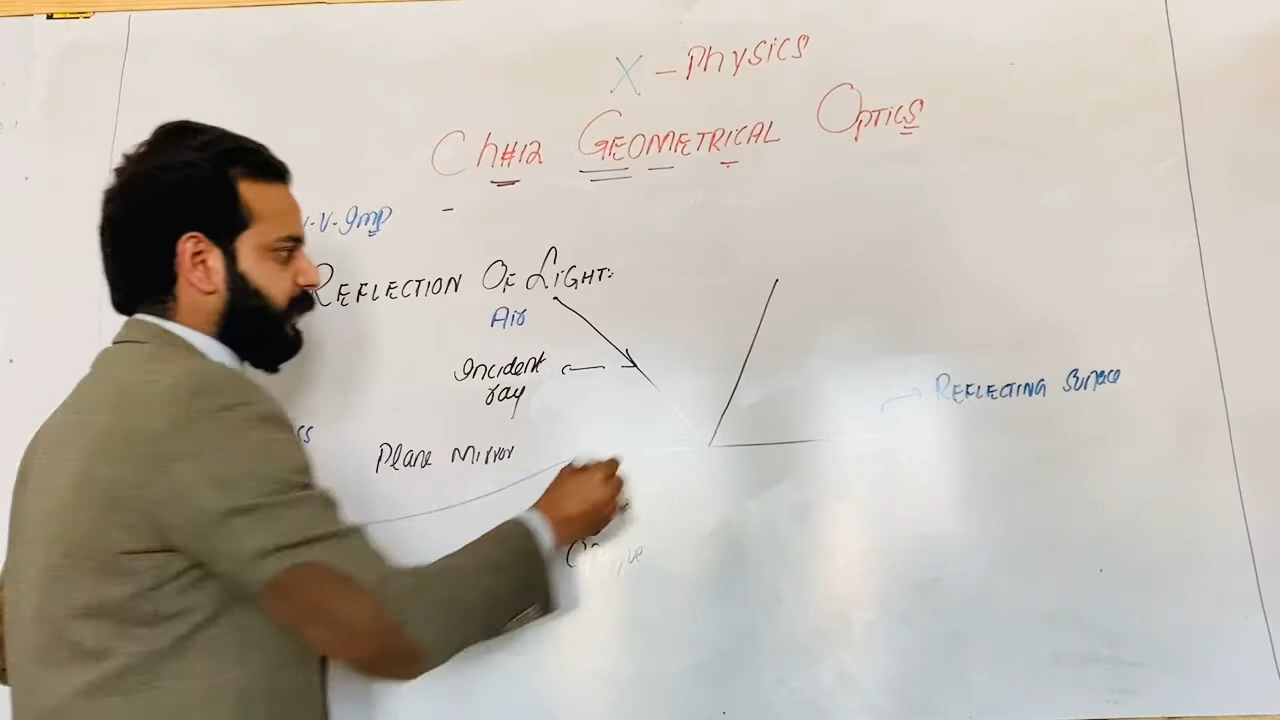 X - Physics
Ch#12 GEOMETRICAL OPTICS
V-Imp -
REFLECTION OF LIGHT:
Air
Incident
ray
REFLECTING Surface
Plane Mirror